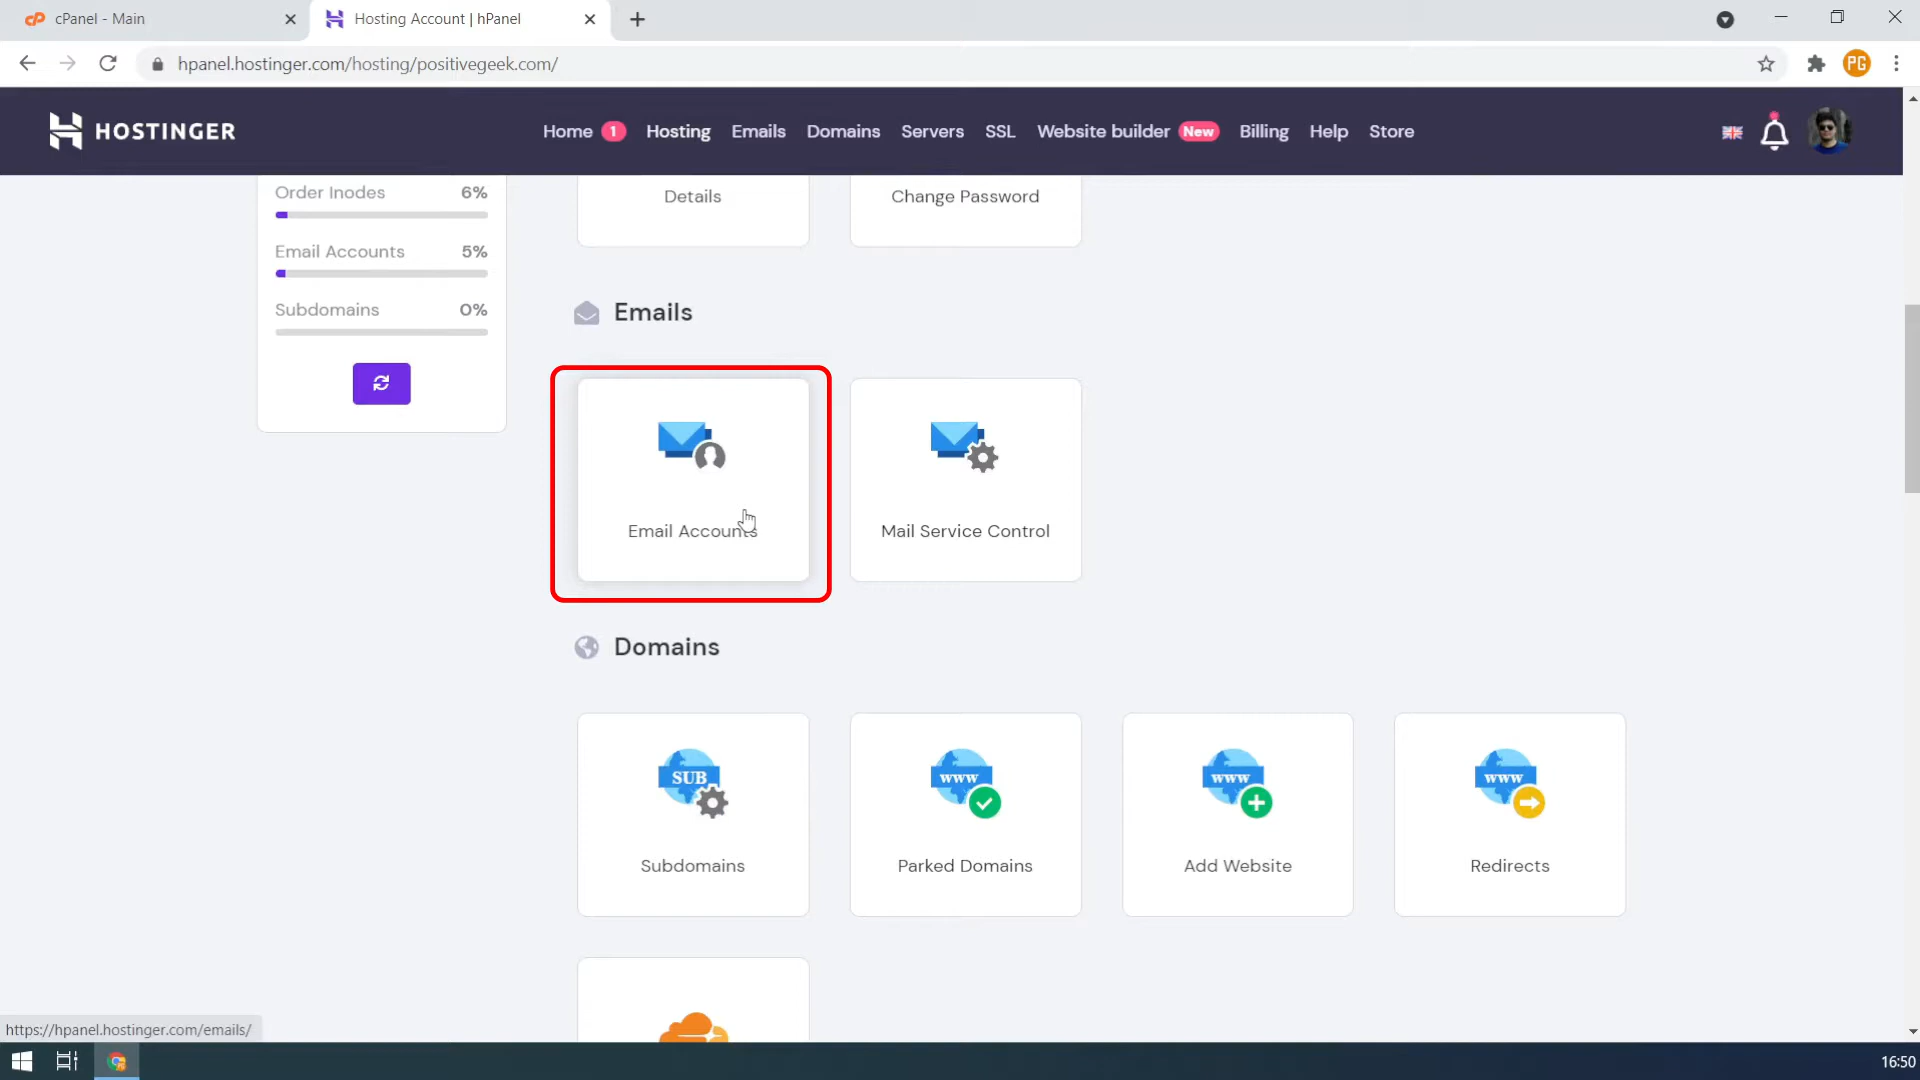 cPanel - Main
Hosting Account | hPanel
hpanel.hostinger.com/hosting/positivegeek.com/
PG
HOSTINGER
Home 1 Hosting Emails Domains Servers SSL Website builder New Billing Help Store
Order Inodes 6%
Email Accounts 5%
Subdomains 0%
Details
Change Password
Emails
Email Accounts
Mail Service Control
Domains
SUB
www
www
www
Subdomains
Parked Domains
Add Website
Redirects
https://hpanel.hostinger.com/emails/
16:50